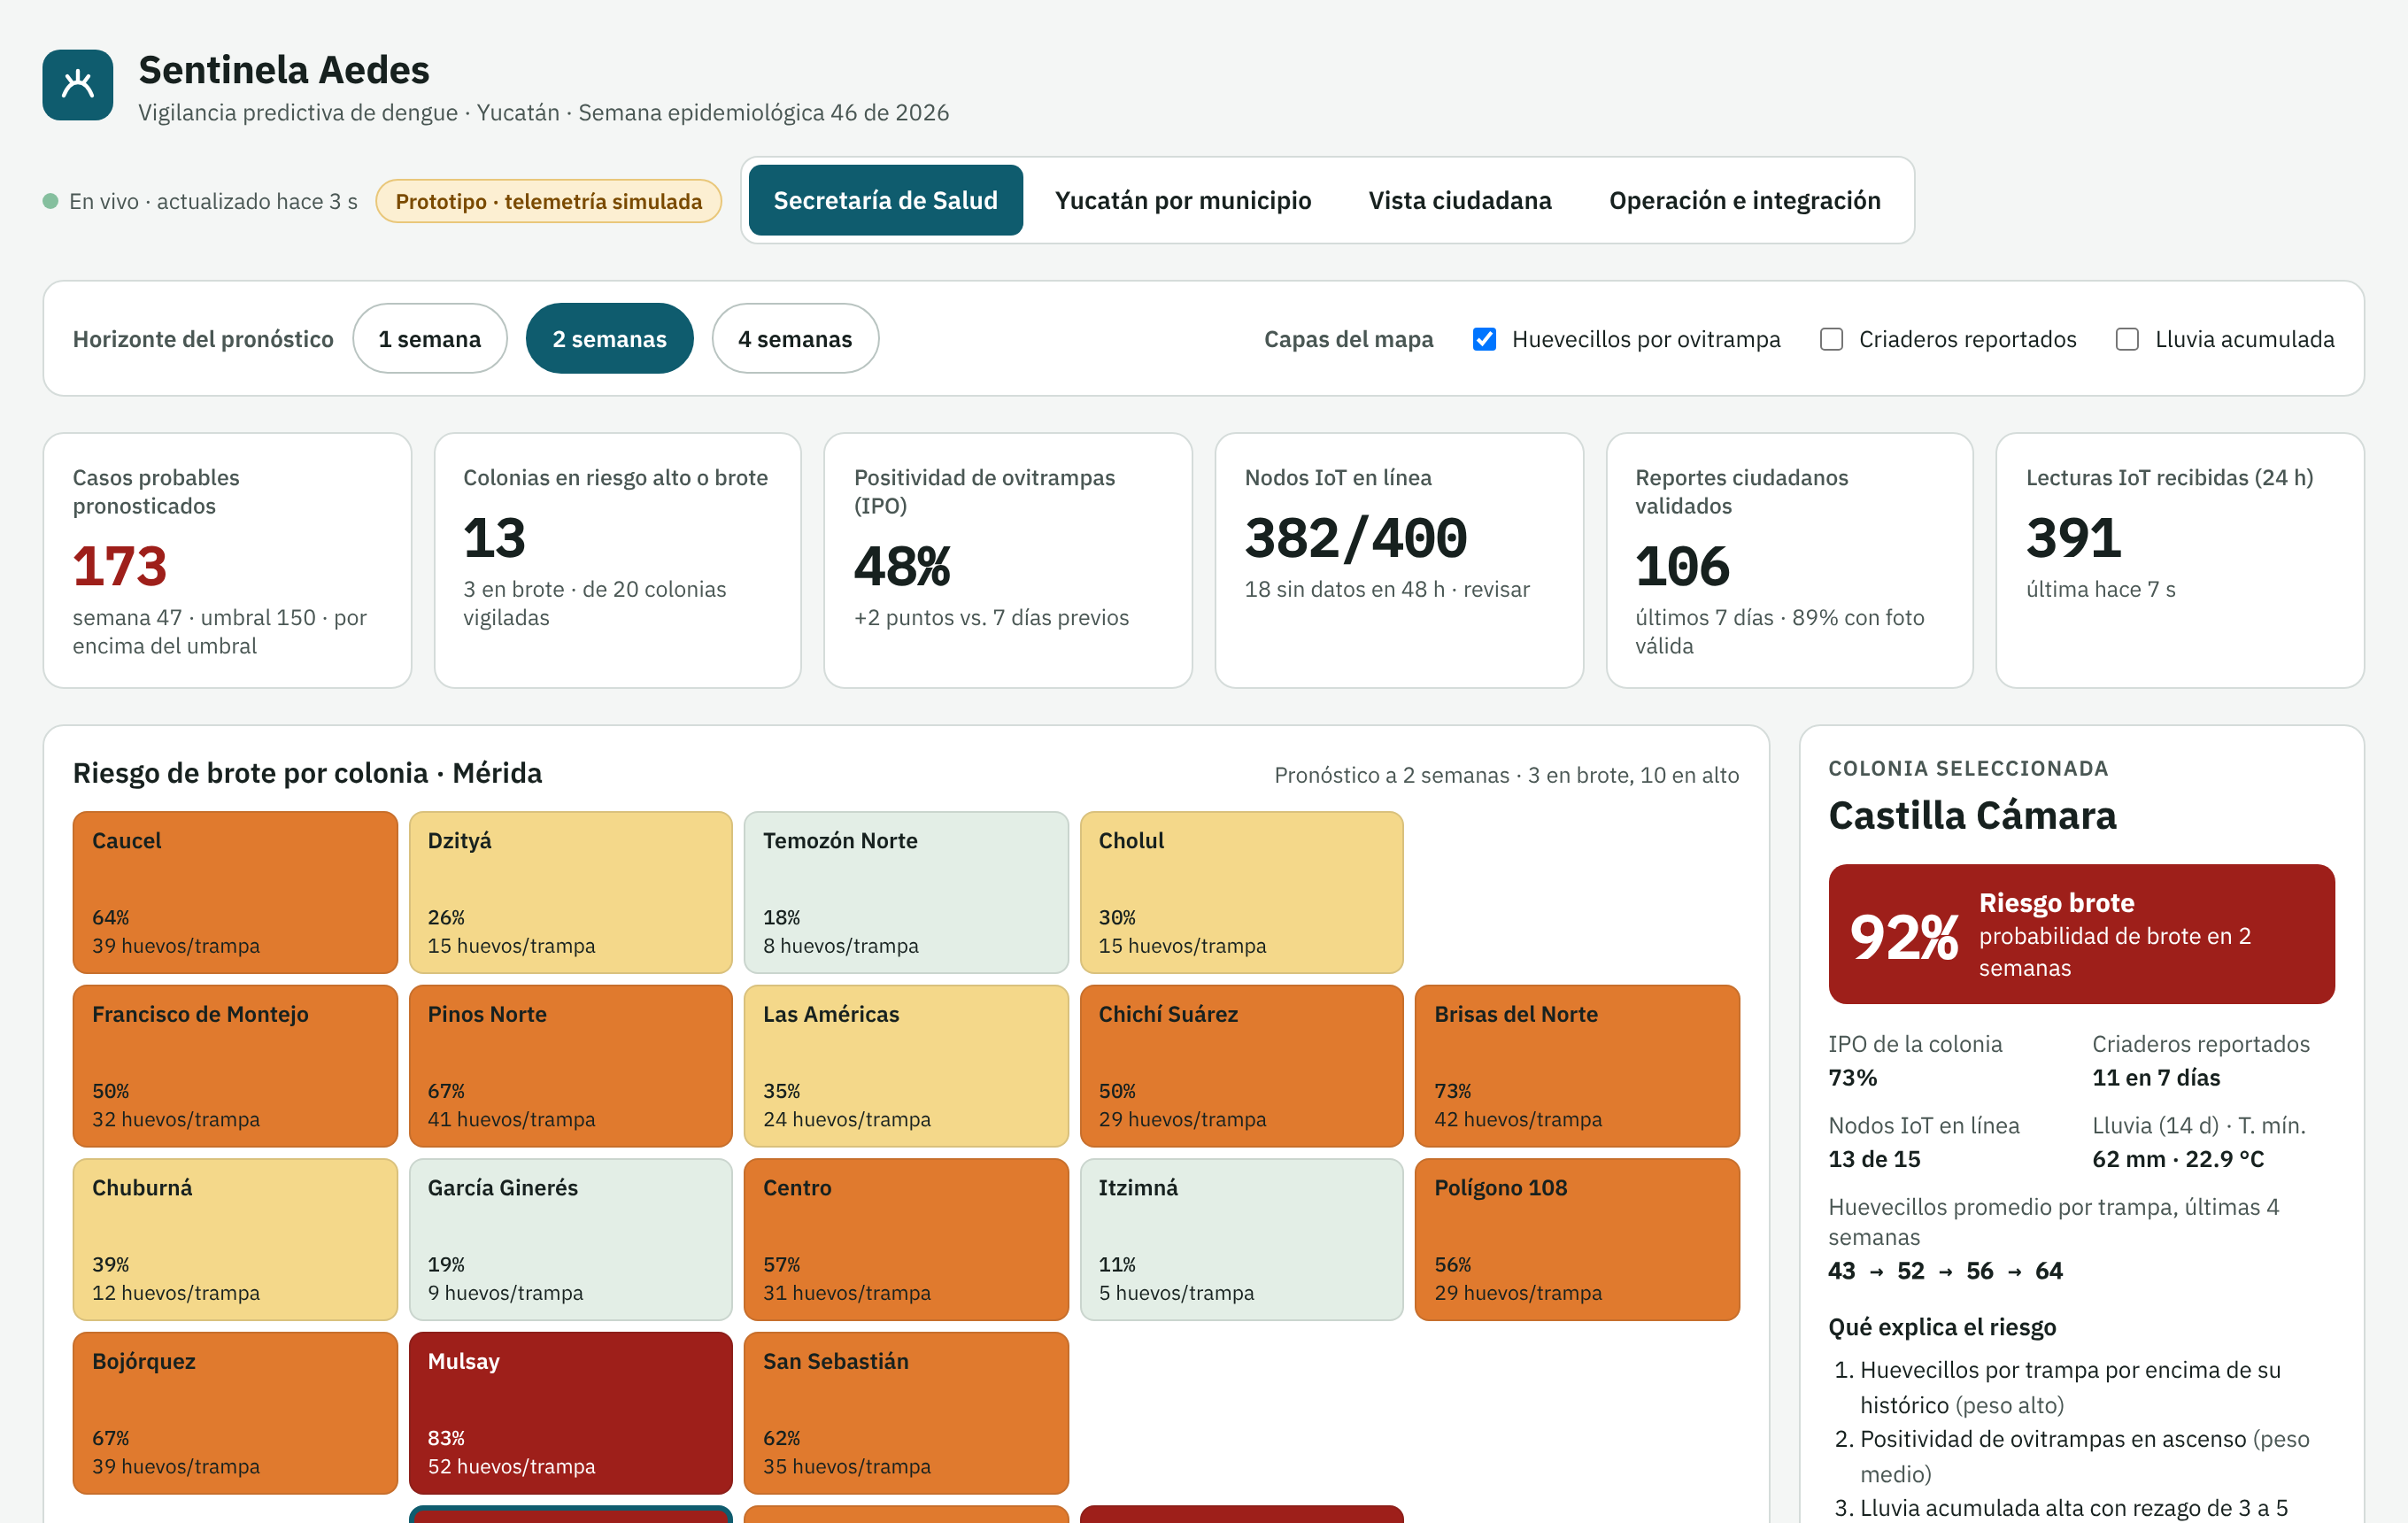 Sentinela Aedes
Vigilancia predictiva de dengue · Yucatán · Semana epidemiológica 46 de 2026
En vivo · actualizado hace 3 s
Prototipo · telemetría simulada
Secretaría de Salud
Yucatán por municipio
Vista ciudadana
Operación e integración
Horizonte del pronóstico
1 semana
2 semanas
4 semanas
Capas del mapa
Huevecillos por ovitrampa
Criaderos reportados
Lluvia acumulada
Casos probables
pronosticados
173
semana 47 · umbral 150 · por
encima del umbral
Colonias en riesgo alto o brote
13
3 en brote · de 20 colonias
vigiladas
Positividad de ovitrampas
(IPO)
48%
+2 puntos vs. 7 días previos
Nodos IoT en línea
382/400
18 sin datos en 48 h · revisar
Reportes ciudadanos
validados
106
últimos 7 días · 89% con foto
válida
Lecturas IoT recibidas (24 h)
391
última hace 7 s
Riesgo de brote por colonia · Mérida
Pronóstico a 2 semanas · 3 en brote, 10 en alto
Caucel
64%
39 huevos/trampa
Dzityá
26%
15 huevos/trampa
Temozón Norte
18%
8 huevos/trampa
Cholul
30%
15 huevos/trampa
Francisco de Montejo
50%
32 huevos/trampa
Pinos Norte
67%
41 huevos/trampa
Las Américas
35%
24 huevos/trampa
Chichí Suárez
50%
29 huevos/trampa
Brisas del Norte
73%
42 huevos/trampa
Chuburná
39%
12 huevos/trampa
García Ginerés
19%
9 huevos/trampa
Centro
57%
31 huevos/trampa
Itzimná
11%
5 huevos/trampa
Polígono 108
56%
29 huevos/trampa
Bojórquez
67%
39 huevos/trampa
Mulsay
83%
52 huevos/trampa
San Sebastián
62%
35 huevos/trampa
COLONIA SELECCIONADA
Castilla Cámara
92%
Riesgo brote
probabilidad de brote en 2
semanas
IPO de la colonia
73%
Criaderos reportados
11 en 7 días
Nodos IoT en línea
13 de 15
Lluvia (14 d) · T. mín.
62 mm · 22.9 °C
Huevecillos promedio por trampa, últimas 4
semanas
43 → 52 → 56 → 64
Qué explica el riesgo
1. Huevecillos por trampa por encima de su
histórico (peso alto)
2. Positividad de ovitrampas en ascenso (peso
medio)
3. Lluvia acumulada alta con rezago de 3 a 5